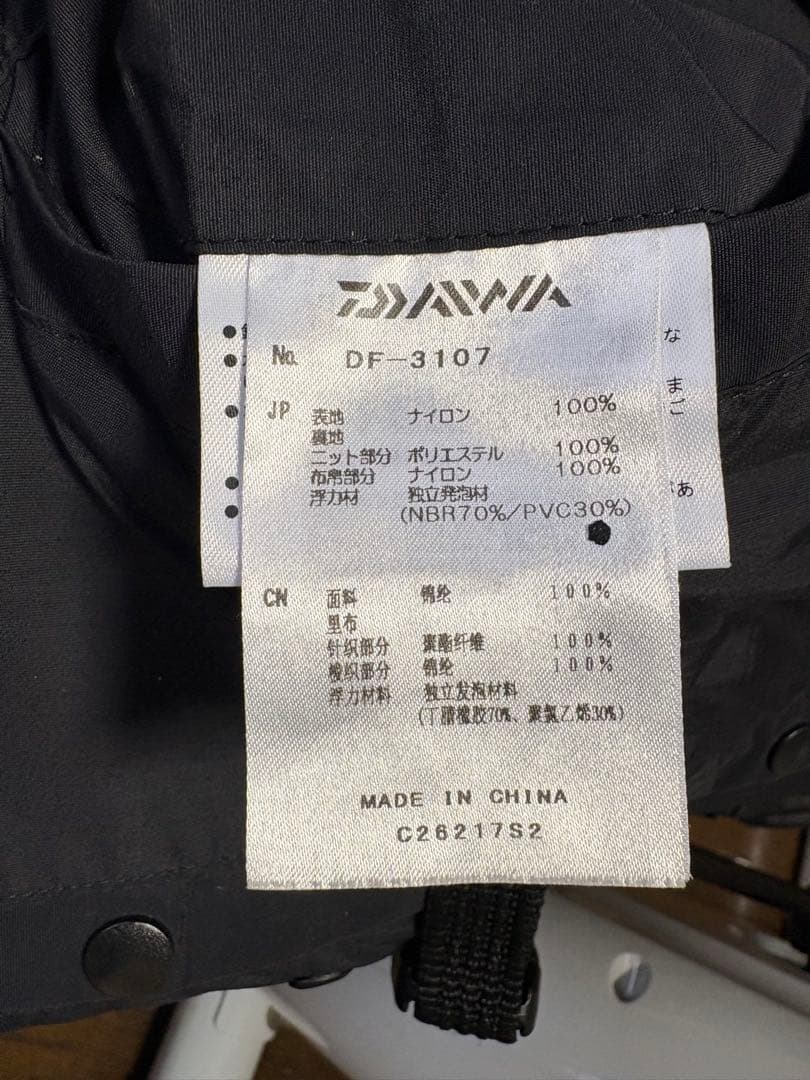 DAIWA
No. DF-3107
JP 表地 ナイロン 100%
裏地
ニット部分 ポリエステル 100%
布帛部分 ナイロン 100%
浮力材 独立発泡材
(NBR70%/PVC30%)
CN 面料 锦纶 100%
里布
针织部分 聚酯纤维 100%
梭织部分 锦纶 100%
浮力材料 独立发泡材料
(丁腈橡胶70%、聚氯乙烯30%)
MADE IN CHINA
C26217S2
な
ま
ご
があ